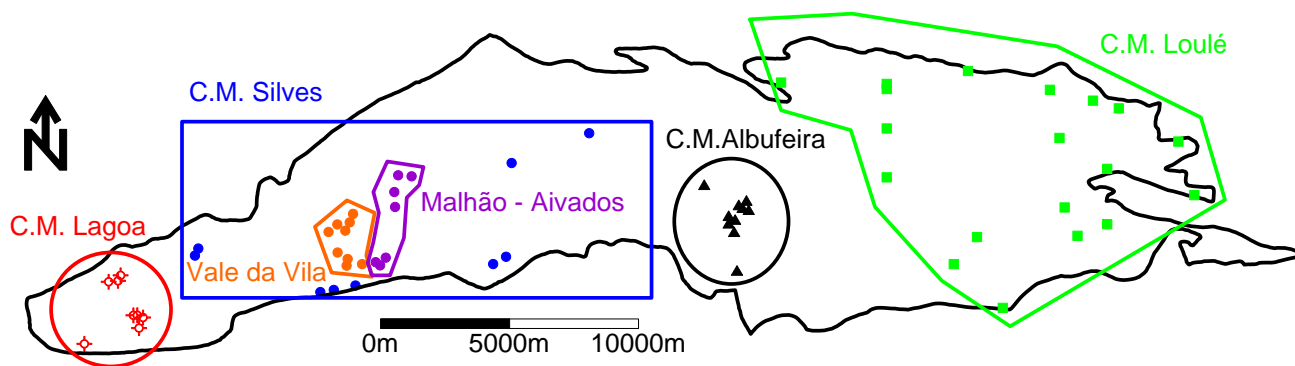 C.M. Loulé
C.M. Silves
N
C.M.Albufeira
Malhão - Aivados
C.M. Lagoa
Vale da Vila
0m 5000m 10000m